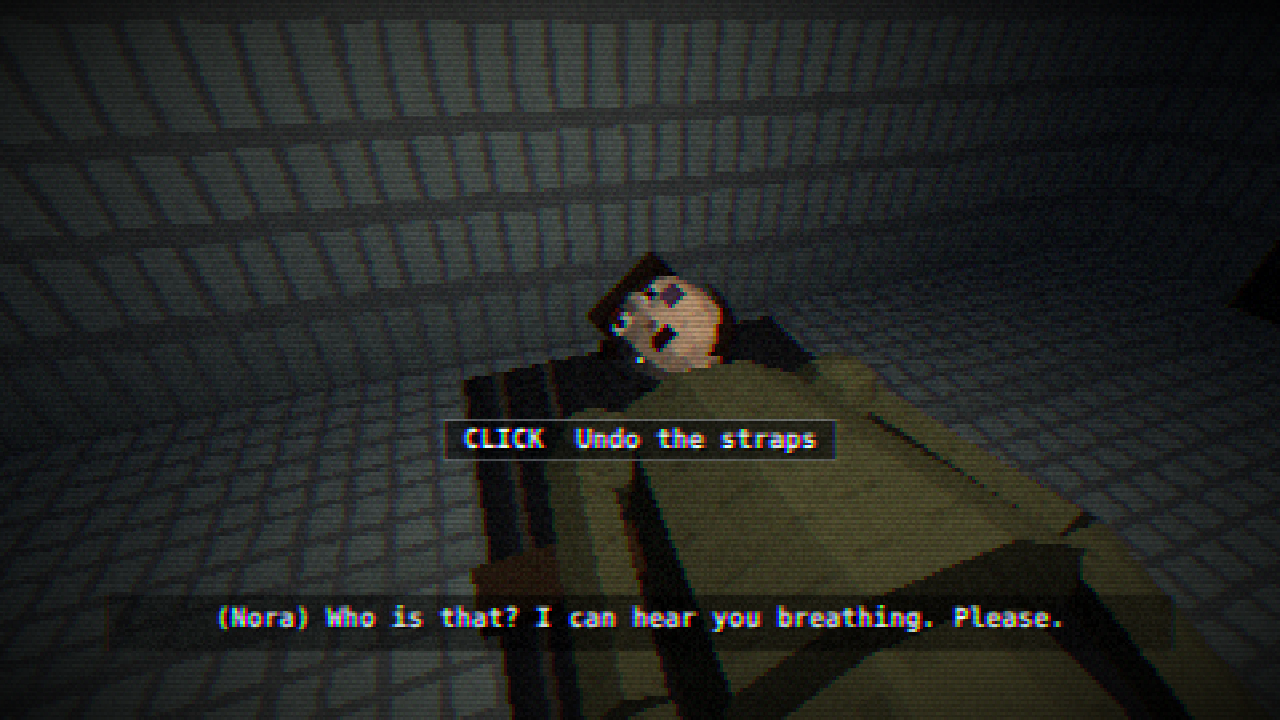 CLICK Undo the straps
(Nora) Who is that? I can hear you breathing. Please.